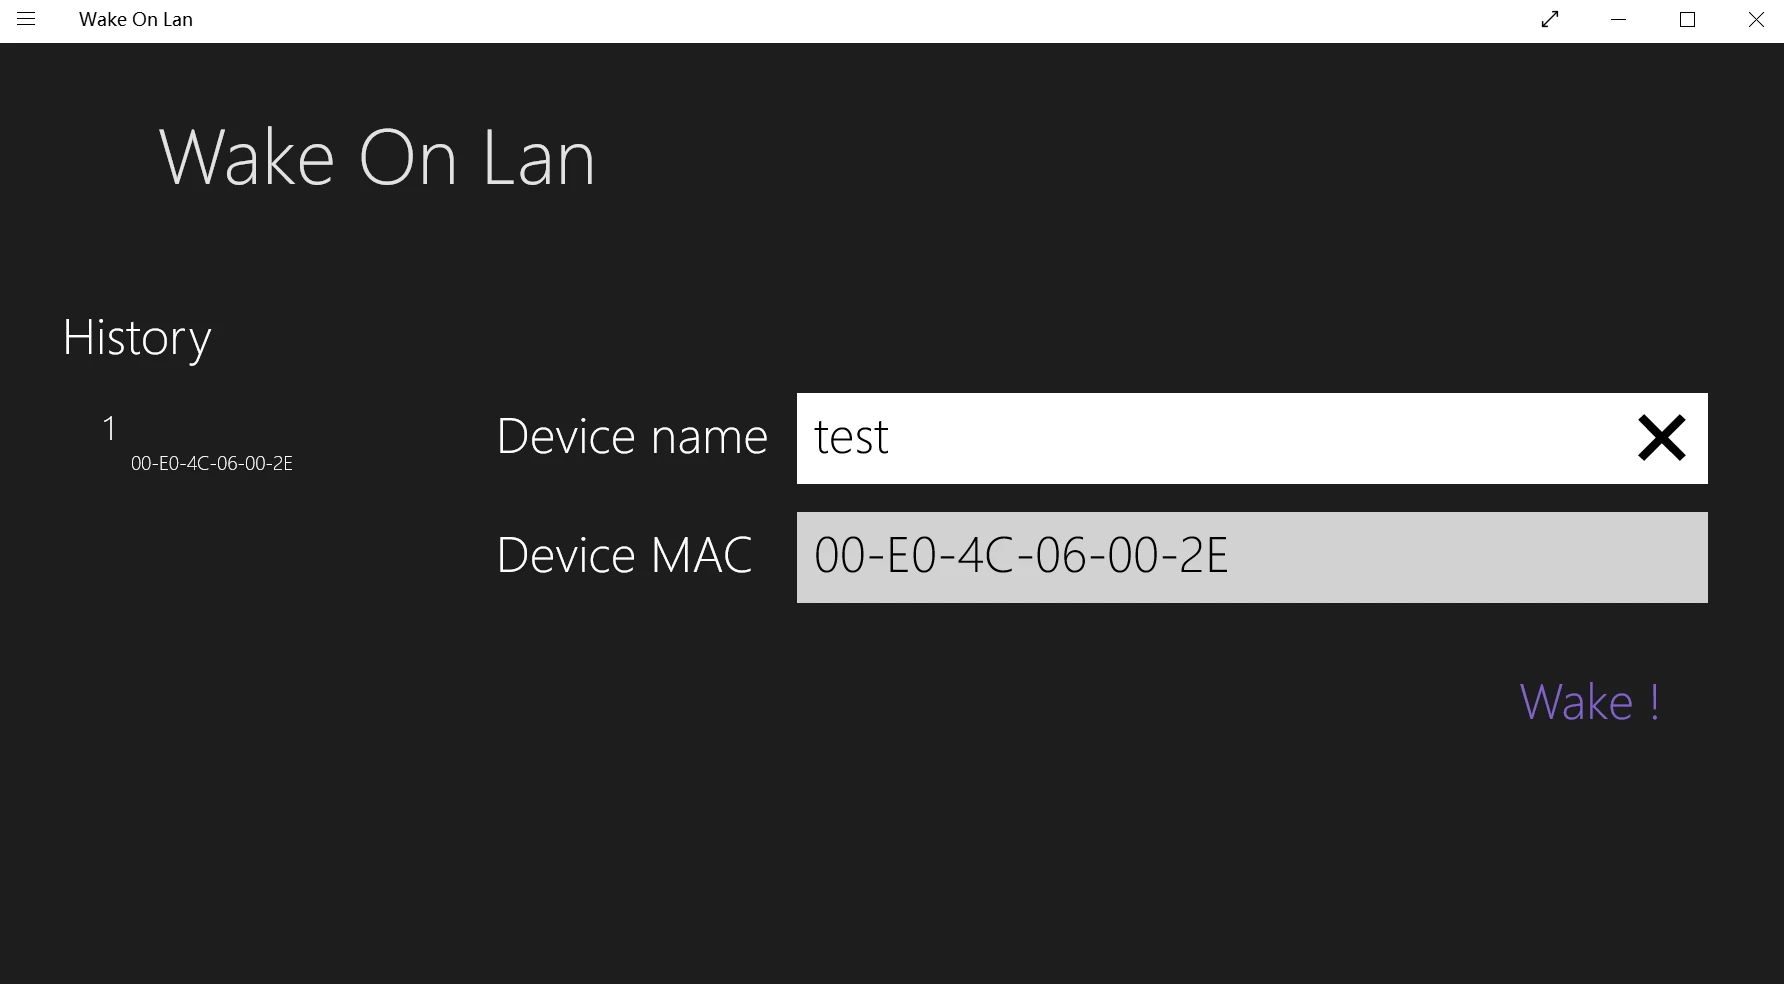 Wake On Lan
Wake On Lan
History
1
00-E0-4C-06-00-2E
Device name test
Device MAC 00-E0-4C-06-00-2E
Wake !